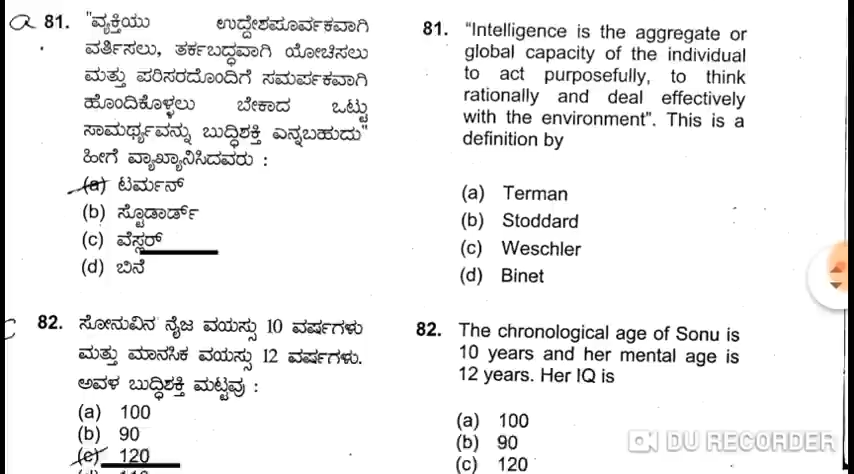 a 81. "ವ್ಯಕ್ತಿಯು ಉದ್ದೇಶಪೂರ್ವಕವಾಗಿ
ವರ್ತಿಸಲು, ತರ್ಕಬದ್ಧವಾಗಿ ಯೋಚಿಸಲು
ಮತ್ತು ಪರಿಸರದೊಂದಿಗೆ ಸಮರ್ಪಕವಾಗಿ
ಹೊಂದಿಕೊಳ್ಳಲು ಬೇಕಾದ ಒಟ್ಟು
ಸಾಮರ್ಥ್ಯವನ್ನು ಬುದ್ಧಿಶಕ್ತಿ ಎನ್ನಬಹುದು"
ಹೀಗೆ ವ್ಯಾಖ್ಯಾನಿಸಿದವರು :
(a) ಟರ್ಮನ್
(b) ಸ್ಟೊಡಾರ್ಡ್
(c) ವೆಸ್ಲರ್
(d) ಬಿನೆ
C 82. ಸೋನುವಿನ ನೈಜ ವಯಸ್ಸು 10 ವರ್ಷಗಳು
ಮತ್ತು ಮಾನಸಿಕ ವಯಸ್ಸು 12 ವರ್ಷಗಳು.
ಅವಳ ಬುದ್ಧಿಶಕ್ತಿ ಮಟ್ಟವು :
(a) 100
(b) 90
(c) 120
81. "Intelligence is the aggregate or
global capacity of the individual
to act purposefully, to think
rationally and deal effectively
with the environment". This is a
definition by
(a) Terman
(b) Stoddard
(c) Weschler
(d) Binet
82. The chronological age of Sonu is
10 years and her mental age is
12 years. Her IQ is
(a) 100
(b) 90
(c) 120
DU RECORDER